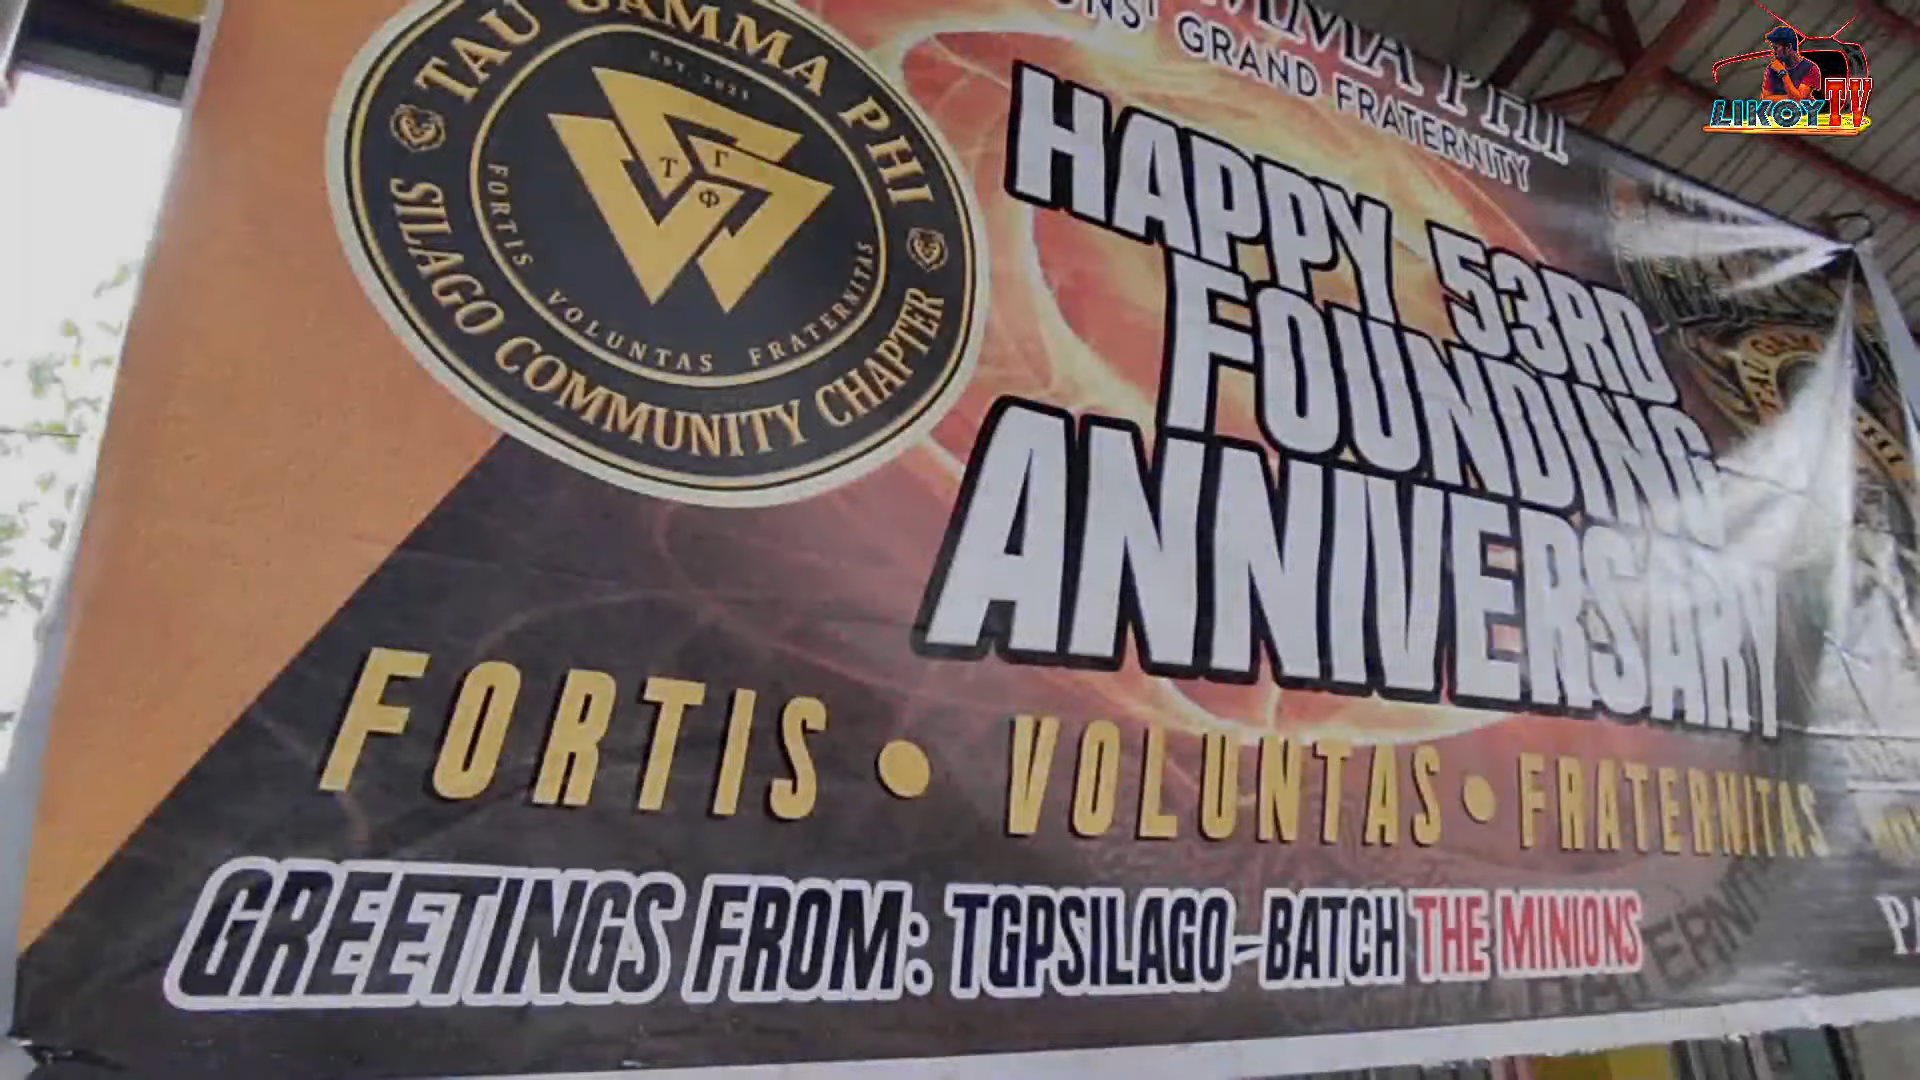 TAU GAMMA PHI
EST. 2021
T Γ Φ
FORTIS VOLUNTAS FRATERNITAS
SILAGO COMMUNITY CHAPTER
PHI
GRAND FRATERNITY
HAPPY 53RD
FOUNDING
ANNIVERSARY
FORTIS • VOLUNTAS • FRATERNITAS
GREETINGS FROM: TGPSILAGO-BATCH THE MINIONS
LIKOY TV